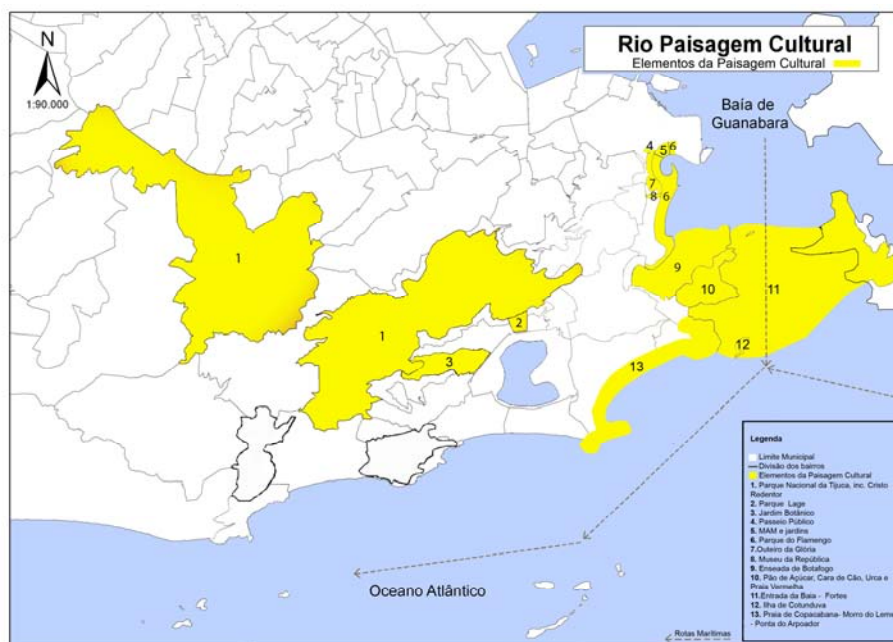 N
1:90.000
Rio Paisagem Cultural
Elementos da Paisagem Cultural
Baía de
Guanabara
4
5
6
7
8
6
9
10
11
12
13
1
1
2
3
Oceano Atlântico
Legenda
Limite Municipal
Divisão dos bairros
Elementos da Paisagem Cultural
1. Parque Nacional da Tijuca, inc. Cristo
Redentor
2. Parque Lage
3. Jardim Botânico
4. Passeio Público
5. MAM e jardins
6. Parque do Flamengo
7.Outeiro da Glória
8. Museu da República
9. Enseada de Botafogo
10. Pão de Açúcar, Cara de Cão, Urca e
Praia Vermelha
11.Entrada da Baia - Fortes
12. Ilha de Cotunduva
13. Praia de Copacabana- Morro do Leme
- Ponta do Arpoador
Rotas Marítimas